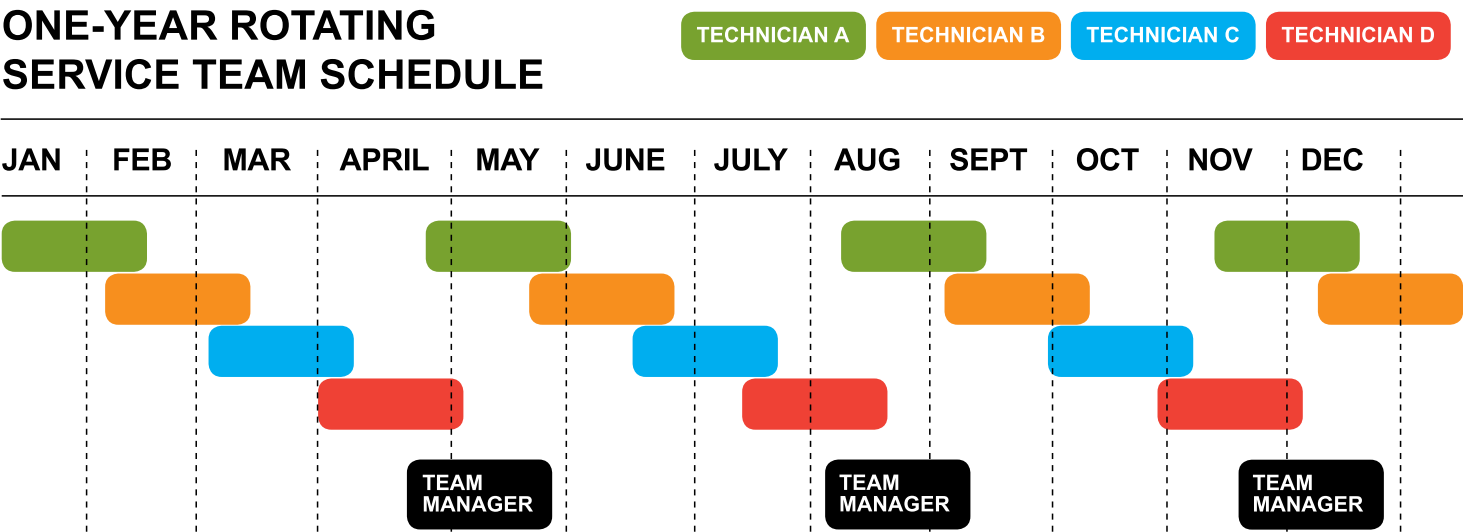 ONE-YEAR ROTATING
SERVICE TEAM SCHEDULE
TECHNICIAN A
TECHNICIAN B
TECHNICIAN C
TECHNICIAN D
JAN
FEB
MAR
APRIL
MAY
JUNE
JULY
AUG
SEPT
OCT
NOV
DEC
TEAM
MANAGER
TEAM
MANAGER
TEAM
MANAGER